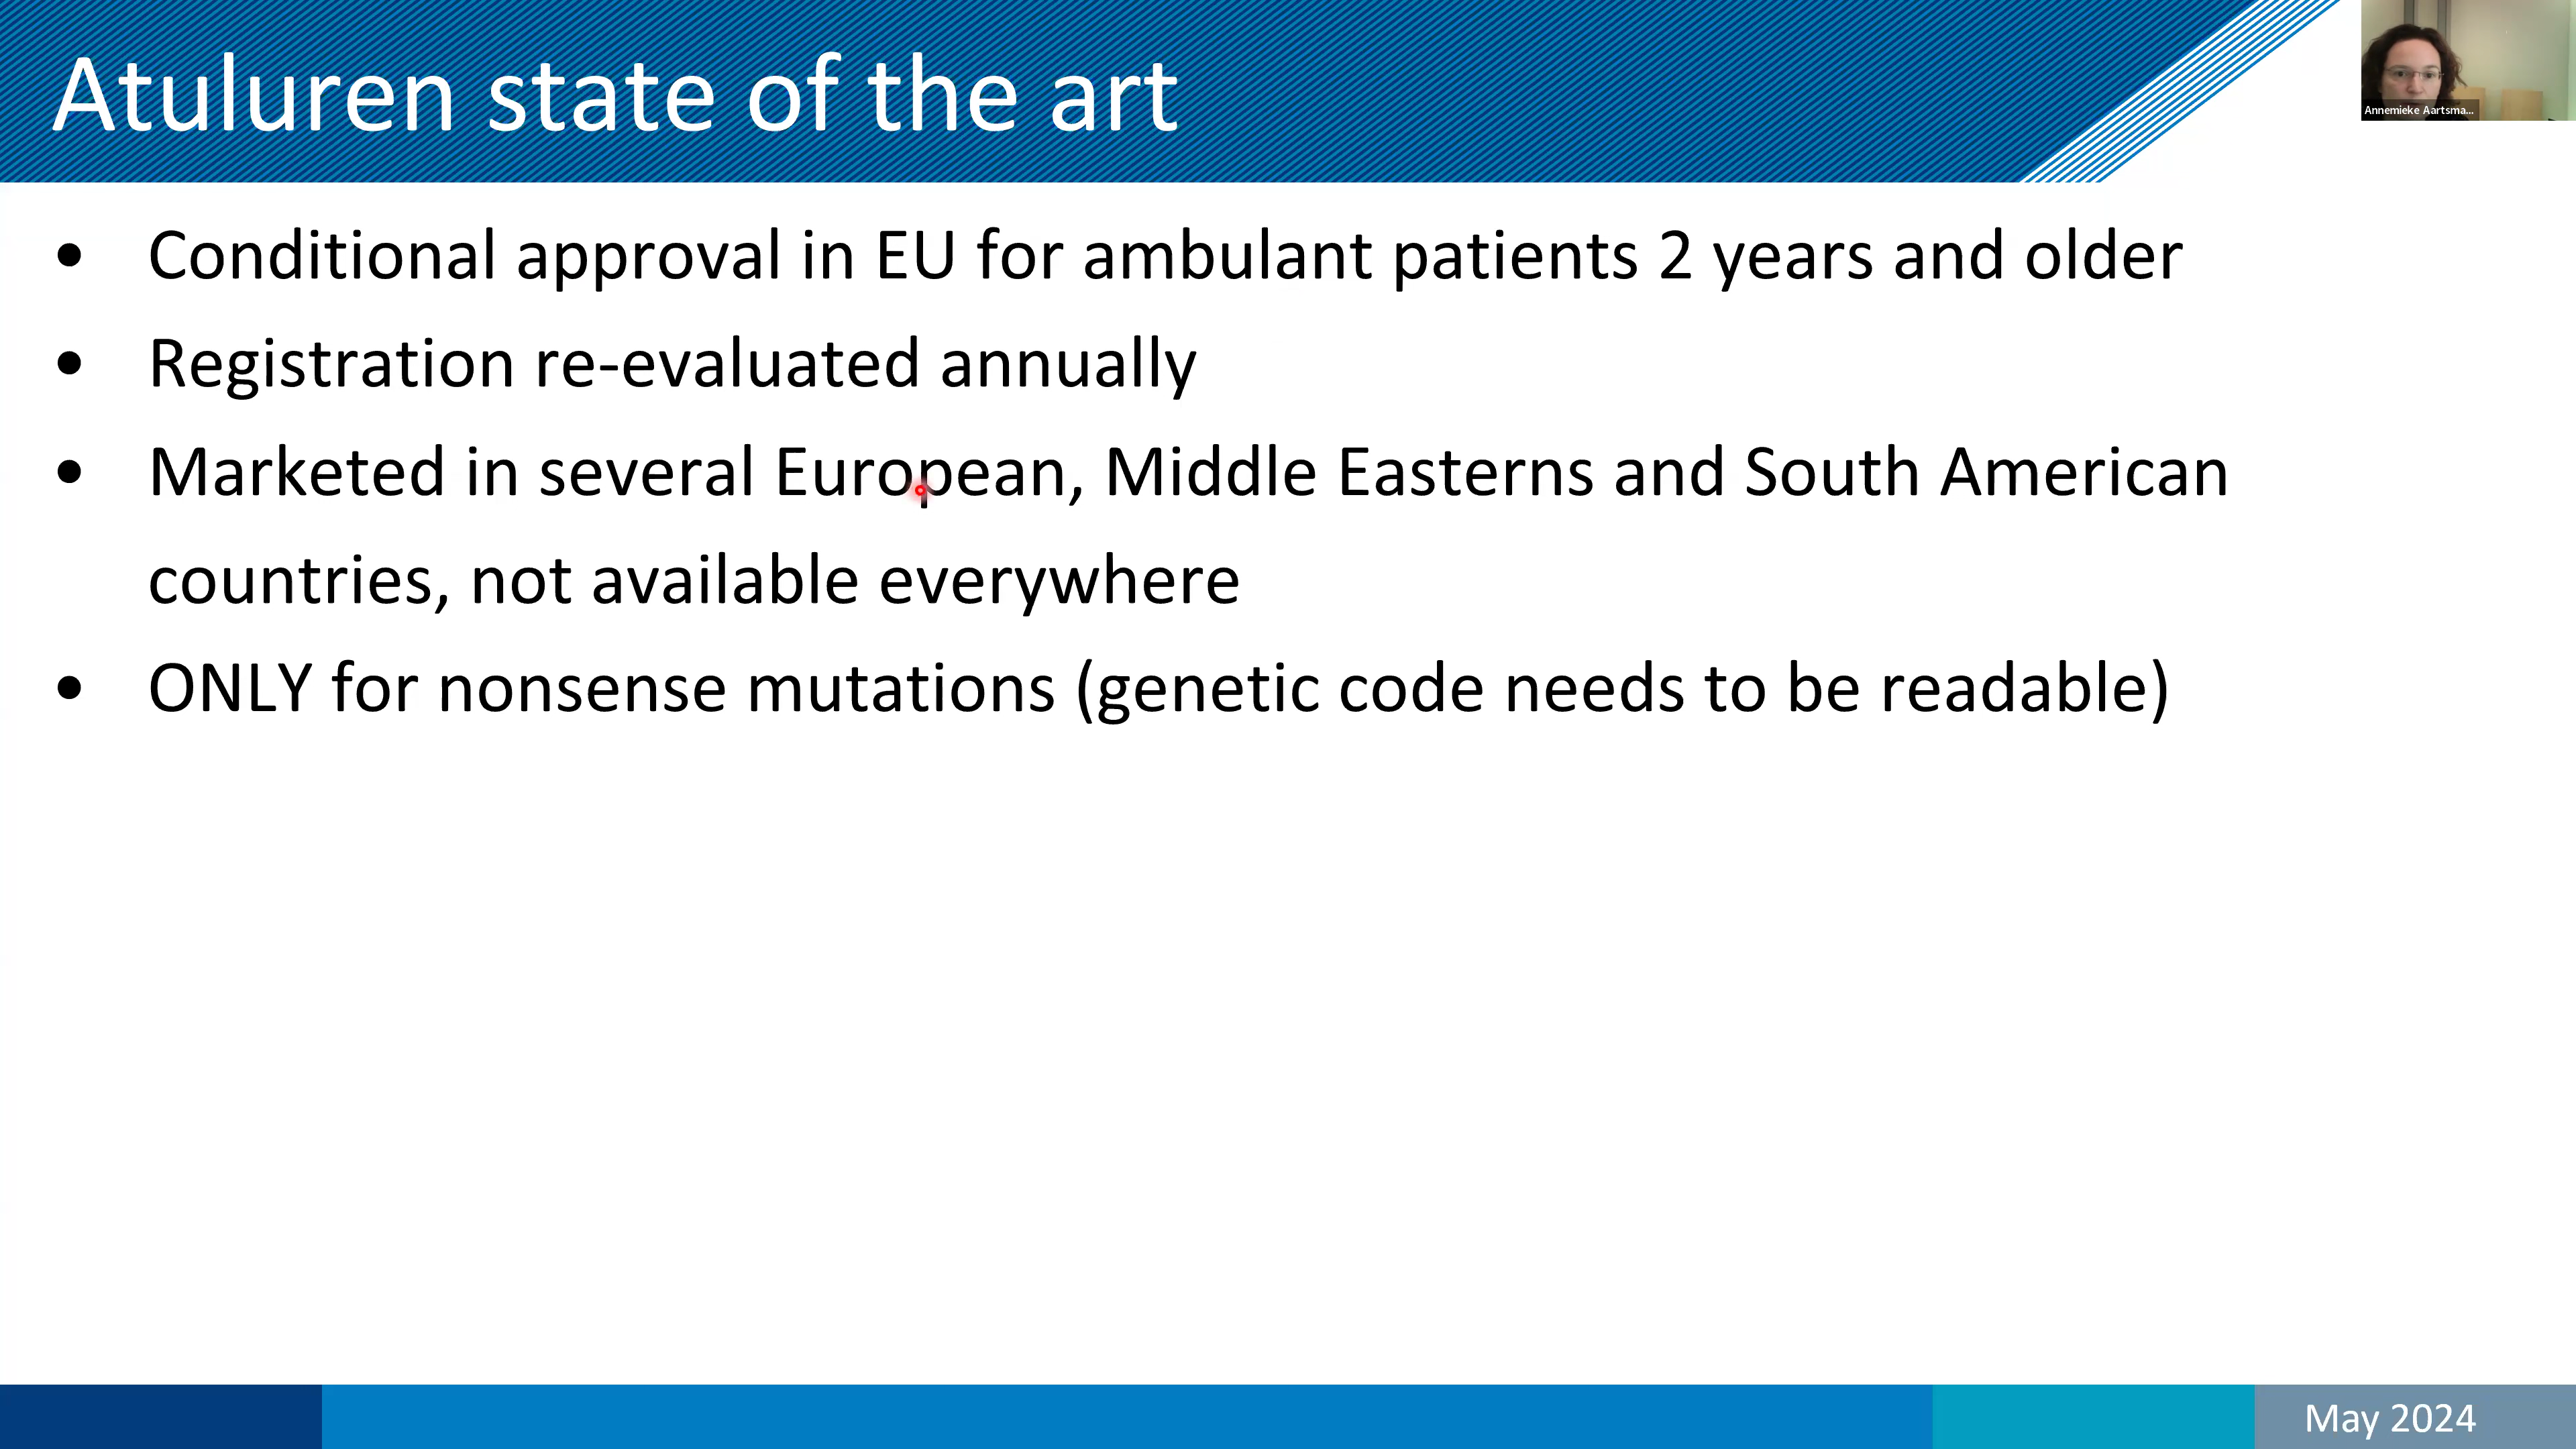 Atuluren state of the art
Annemieke Aartsma...
• Conditional approval in EU for ambulant patients 2 years and older
• Registration re-evaluated annually
• Marketed in several European, Middle Easterns and South American
countries, not available everywhere
• ONLY for nonsense mutations (genetic code needs to be readable)
May 2024